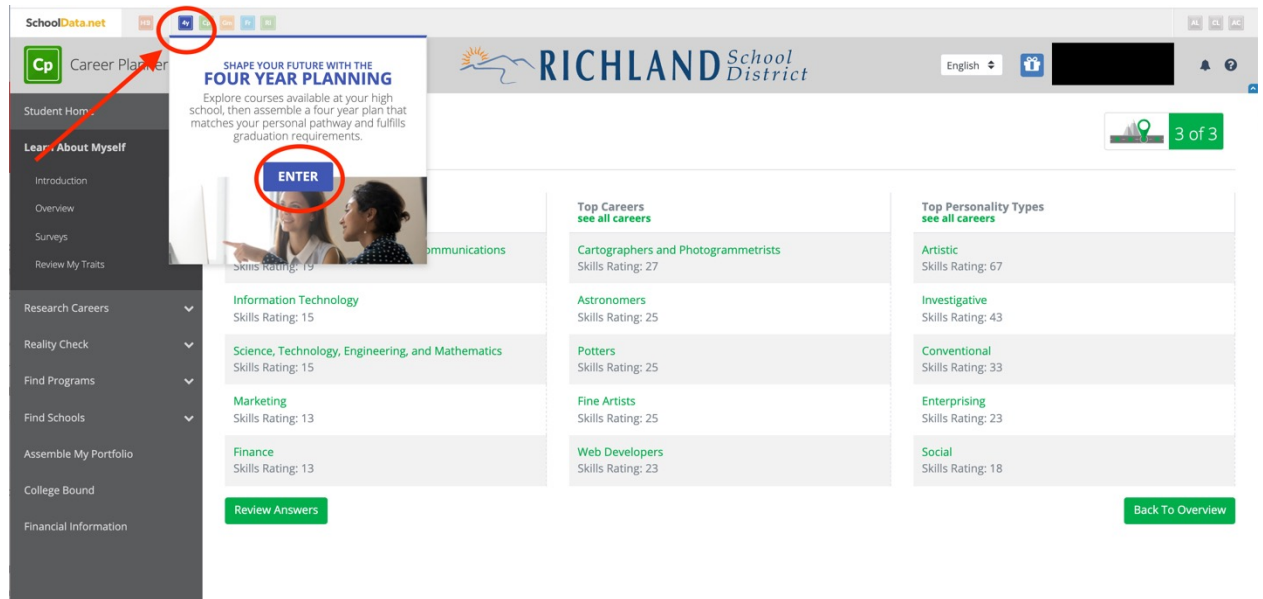 SchoolData.net
HS
4y
Gm
Fr
RI
AL CL AC
Cp Career Planner
RICHLAND School District
English
SHAPE YOUR FUTURE WITH THE
FOUR YEAR PLANNING
Explore courses available at your high
school, then assemble a four year plan that
matches your personal pathway and fulfills
graduation requirements.
ENTER
Student Home
Learn About Myself
Introduction
Overview
Surveys
Review My Traits
Research Careers
Reality Check
Find Programs
Find Schools
Assemble My Portfolio
College Bound
Financial Information
3 of 3
ommunications
Skills Rating: 19
Information Technology
Skills Rating: 15
Science, Technology, Engineering, and Mathematics
Skills Rating: 15
Marketing
Skills Rating: 13
Finance
Skills Rating: 13
Top Careers
see all careers
Cartographers and Photogrammetrists
Skills Rating: 27
Astronomers
Skills Rating: 25
Potters
Skills Rating: 25
Fine Artists
Skills Rating: 25
Web Developers
Skills Rating: 23
Top Personality Types
see all careers
Artistic
Skills Rating: 67
Investigative
Skills Rating: 43
Conventional
Skills Rating: 33
Enterprising
Skills Rating: 23
Social
Skills Rating: 18
Review Answers
Back To Overview